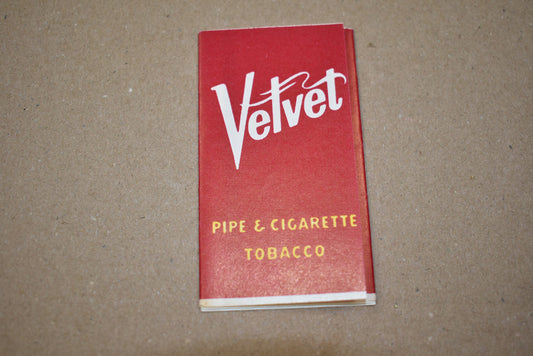 Velvet
PIPE & CIGARETTE
TOBACCO